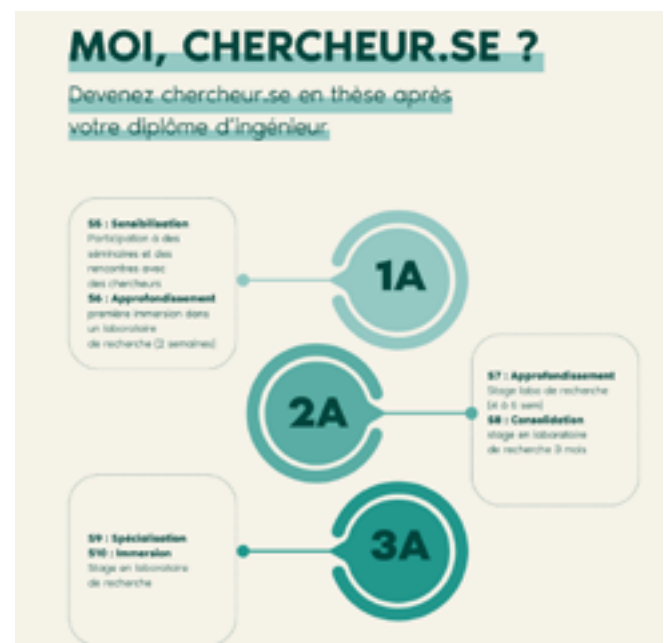 MOI, CHERCHEUR.SE ?
Devenez chercheur.se en thèse après
votre diplôme d'ingénieur
S5 : Sensibilisation
Participation à des
séminaires et des
rencontres avec
des chercheurs
S6 : Approfondissement
première immersion dans
un laboratoire
de recherche (2 semaines)
1A
2A
S7 : Approfondissement
Stage labo de recherche
(4 à 5 sem)
S8 : Consolidation
stage en laboratoire
de recherche 3 mois
S9 : Spécialisation
S10 : Immersion
Stage en laboratoire
de recherche
3A